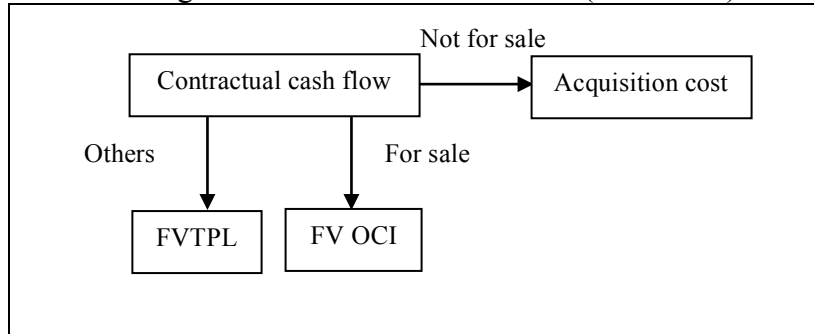 Not for sale
Contractual cash flow
Acquisition cost
Others
For sale
FVTPL
FV OCI